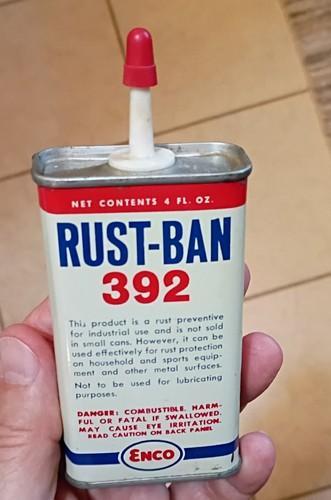 NET CONTENTS 4 FL. OZ.
RUST-BAN
392
This product is a rust preventive
for industrial use and is not sold
in small cans. However, it can be
used effectively for rust protection
on household and sports equip-
ment and other metal surfaces.
Not to be used for lubricating
purposes.
DANGER: COMBUSTIBLE. HARM-
FUL OR FATAL IF SWALLOWED.
MAY CAUSE EYE IRRITATION.
READ CAUTION ON BACK PANEL
ENCO